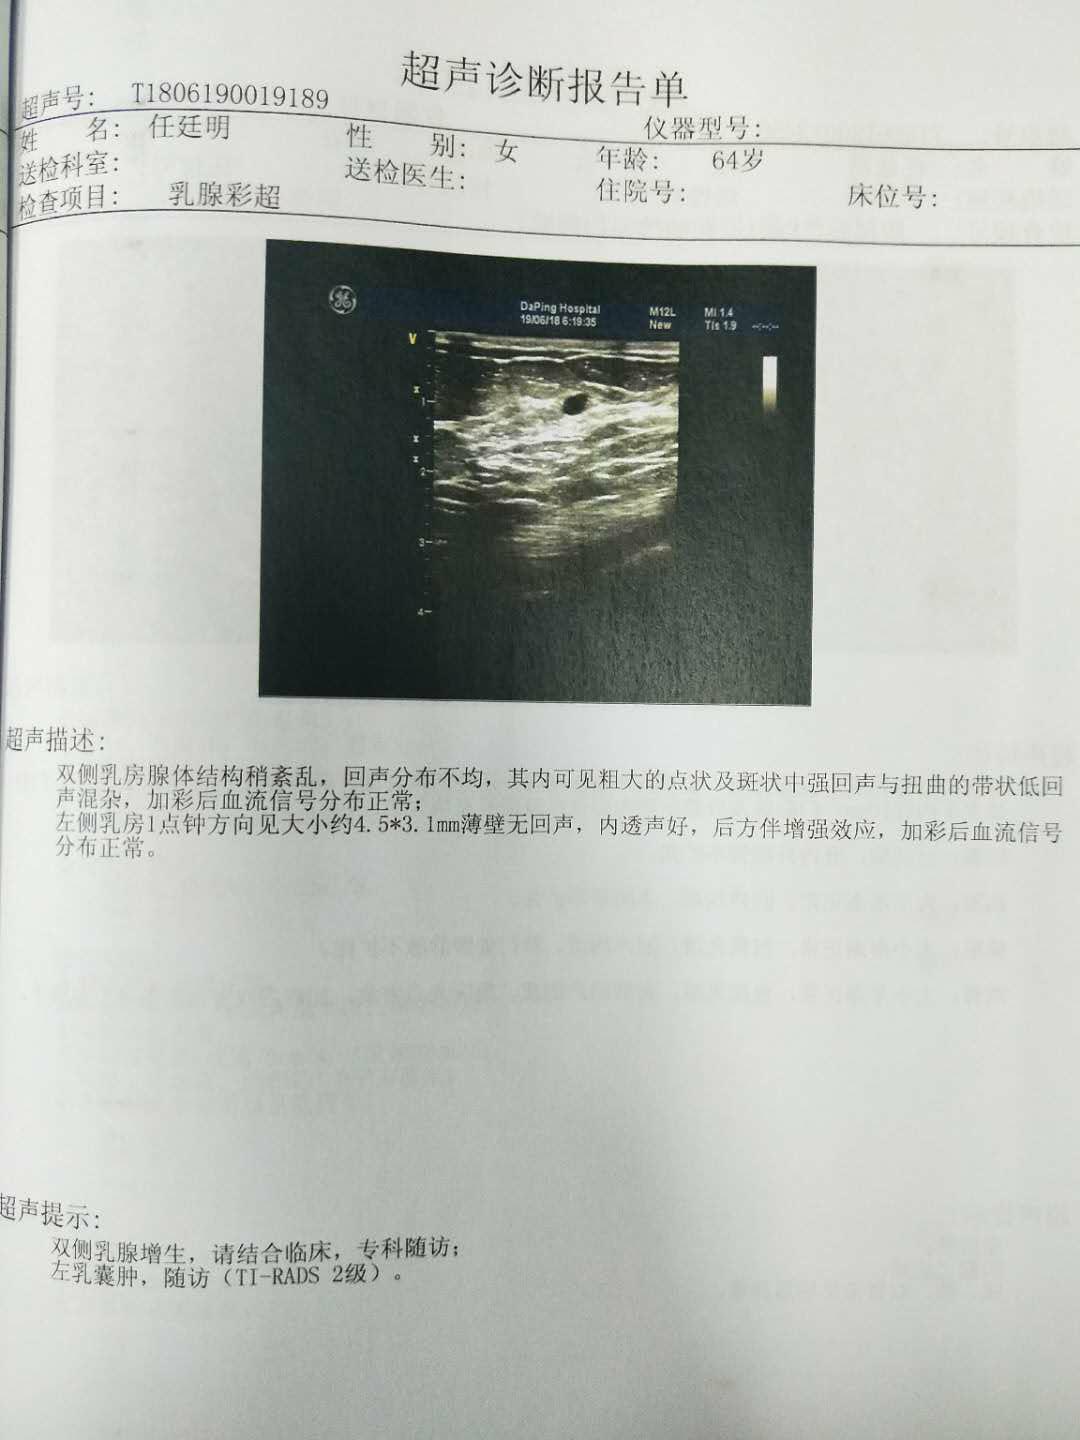 超声诊断报告单
超声号: T1806190019189
姓 名: 任廷明 性 别: 女 仪器型号:
送检科室: 送检医生: 年龄: 64岁
检查项目: 乳腺彩超 住院号: 床位号:
DaPing Hospital
19/06/18 6:19:35
M12L
New
MI 1.4
TIs 1.9
V
1
2
3
4
超声描述:
双侧乳房腺体结构稍紊乱，回声分布不均，其内可见粗大的点状及斑状中强回声与扭曲的带状低回
声混杂，加彩后血流信号分布正常；
左侧乳房1点钟方向见大小约4.5*3.1mm薄壁无回声，内透声好，后方伴增强效应，加彩后血流信号
分布正常。
超声提示:
双侧乳腺增生，请结合临床，专科随访；
左乳囊肿，随访（TI-RADS 2级）。